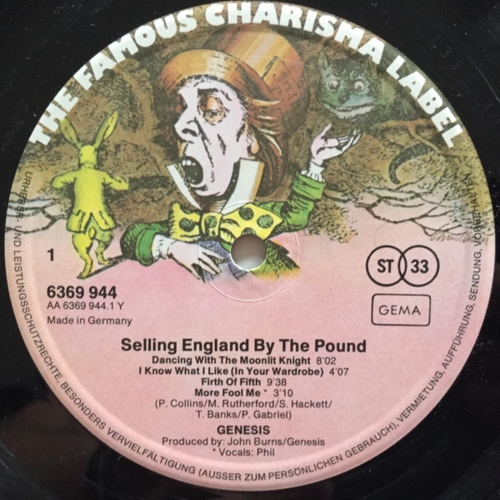 THE FAMOUS CHARISMA LABEL
1
ST 33
6369 944
AA 6369 944.1 Y
Made in Germany
GEMA
Selling England By The Pound
Dancing With The Moonlit Knight 8'02
I Know What I Like (In Your Wardrobe) 4'07
Firth Of Fifth 9'38
More Fool Me * 3'10
(P. Collins/M. Rutherford/S. Hackett/
T. Banks/P. Gabriel)
GENESIS
Produced by: John Burns/Genesis
* Vocals: Phil
URHEBER- UND LEISTUNGSSCHUTZRECHTE. BESONDERS VERVIELFÄLTIGUNG (AUSSER ZUM PERSÖNLICHEN GEBRAUCH), VERMIETUNG, AUFFÜHRUNG, SENDUNG,